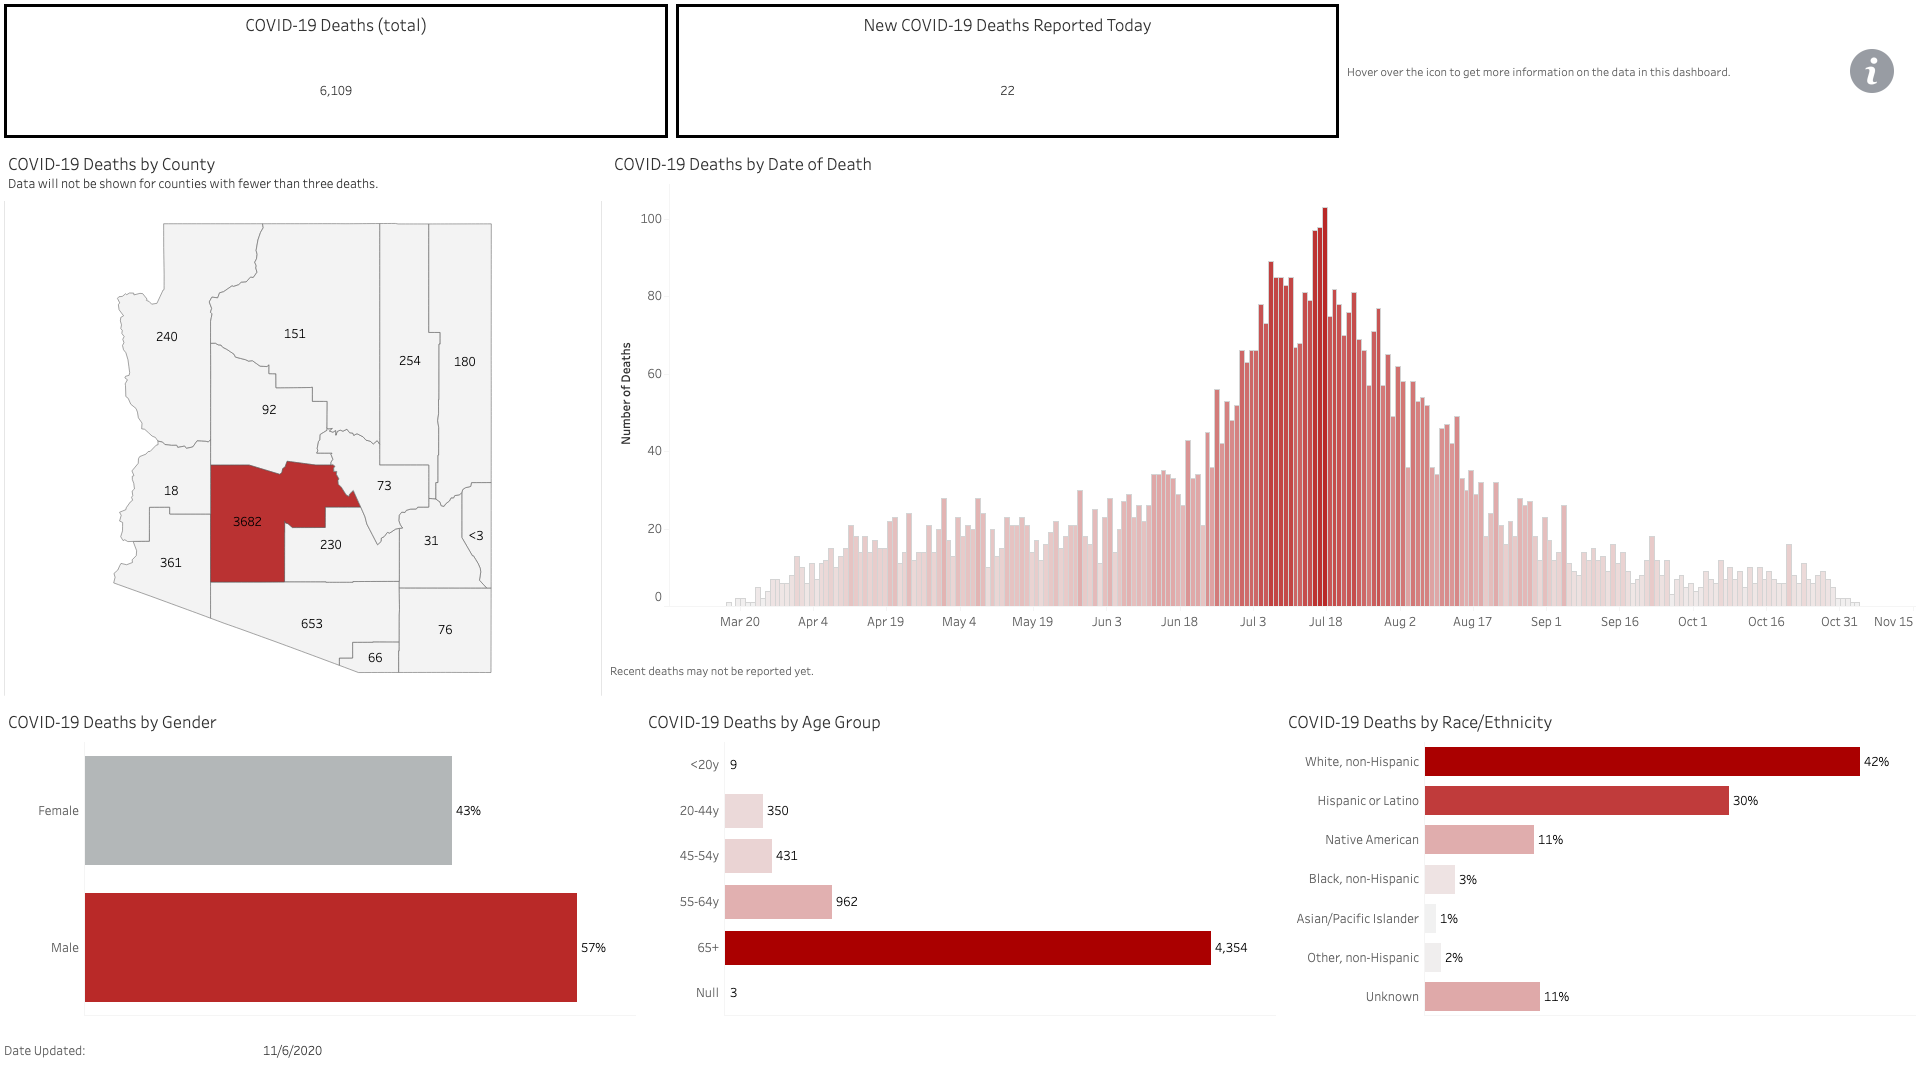 COVID-19 Deaths (total)
6,109
New COVID-19 Deaths Reported Today
22
Hover over the icon to get more information on the data in this dashboard.
i
COVID-19 Deaths by County
Data will not be shown for counties with fewer than three deaths.
240
151
254
180
92
18
73
3682
<3
31
230
361
653
76
66
COVID-19 Deaths by Date of Death
Number of Deaths
100
80
60
40
20
0
Mar 20
Apr 4
Apr 19
May 4
May 19
Jun 3
Jun 18
Jul 3
Jul 18
Aug 2
Aug 17
Sep 1
Sep 16
Oct 1
Oct 16
Oct 31
Nov 15
Recent deaths may not be reported yet.
COVID-19 Deaths by Gender
Female 43%
Male 57%
COVID-19 Deaths by Age Group
<20y 9
20-44y 350
45-54y 431
55-64y 962
65+ 4,354
Null 3
COVID-19 Deaths by Race/Ethnicity
White, non-Hispanic 42%
Hispanic or Latino 30%
Native American 11%
Black, non-Hispanic 3%
Asian/Pacific Islander 1%
Other, non-Hispanic 2%
Unknown 11%
Date Updated: 11/6/2020